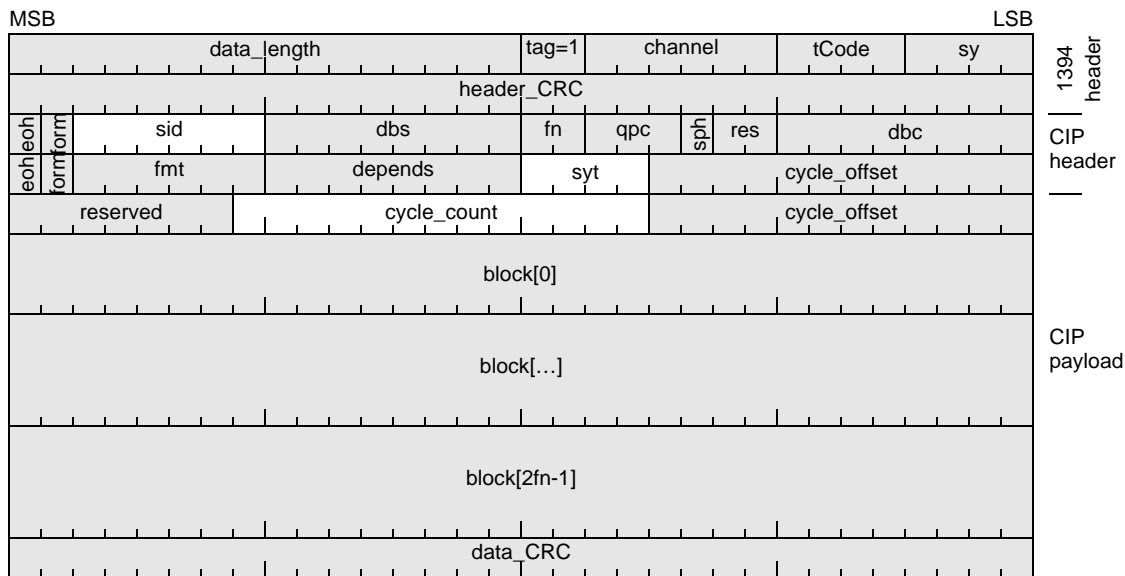 MSB LSB
data_length tag=1 channel tCode sy
1394 header
header_CRC
eoh form sid dbs fn qpc sph res dbc
CIP header
eoh form fmt depends syt cycle_offset
reserved cycle_count cycle_offset
block[0]
block[…]
CIP payload
block[2fn-1]
data_CRC